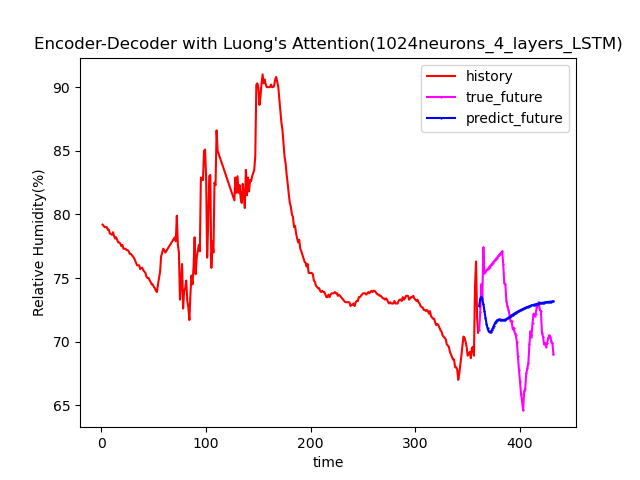 Encoder-Decoder with Luong's Attention(1024neurons_4_layers_LSTM)
history
true_future
predict_future
Relative Humidity(%)
90
85
80
75
70
65
0 100 200 300 400
time